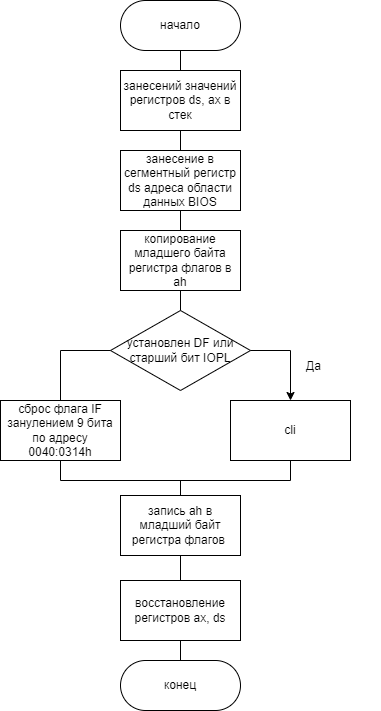 начало
занесений значений
регистров ds, ax в
стек
занесение в
сегментный регистр
ds адреса области
данных BIOS
копирование
младшего байта
регистра флагов в
ah
установлен DF или
старший бит IOPL
Да
сброс флага IF
занулением 9 бита
по адресу
0040:0314h
cli
запись ah в
младший байт
регистра флагов
восстановление
регистров ax, ds
конец